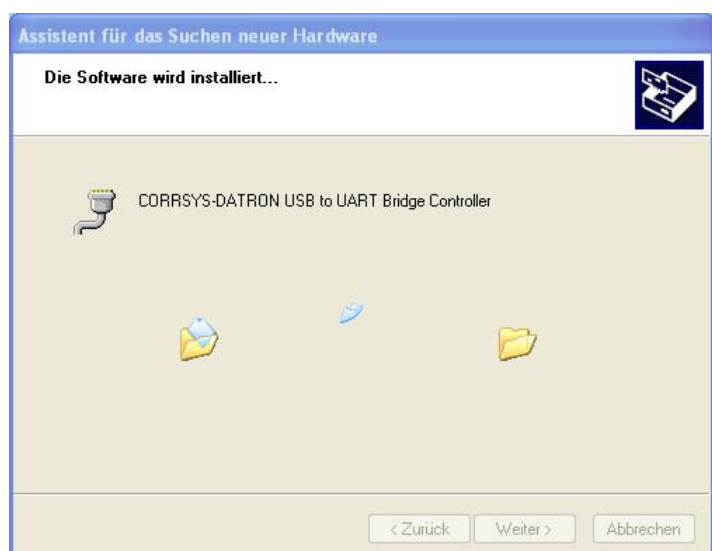 Assistent für das Suchen neuer Hardware
Die Software wird installiert...
CORRSYS-DATRON USB to UART Bridge Controller
< Zurück
Weiter >
Abbrechen